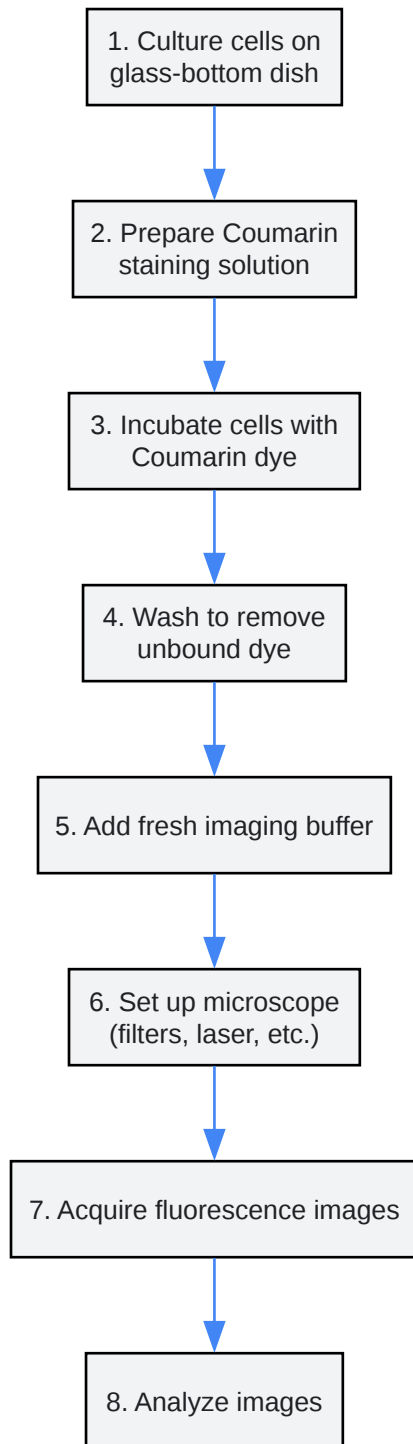 1. Culture cells on
glass-bottom dish
2. Prepare Coumarin
staining solution
3. Incubate cells with
Coumarin dye
4. Wash to remove
unbound dye
5. Add fresh imaging buffer
6. Set up microscope
(filters, laser, etc.)
7. Acquire fluorescence images
8. Analyze images